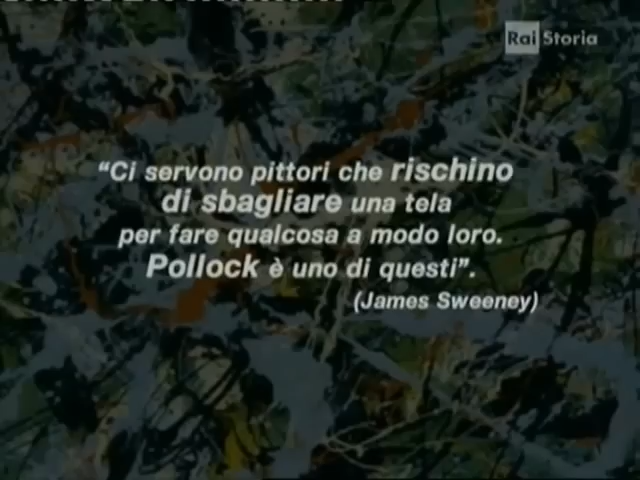 Rai Storia
"Ci servono pittori che rischino
di sbagliare una tela
per fare qualcosa a modo loro.
Pollock è uno di questi".
(James Sweeney)